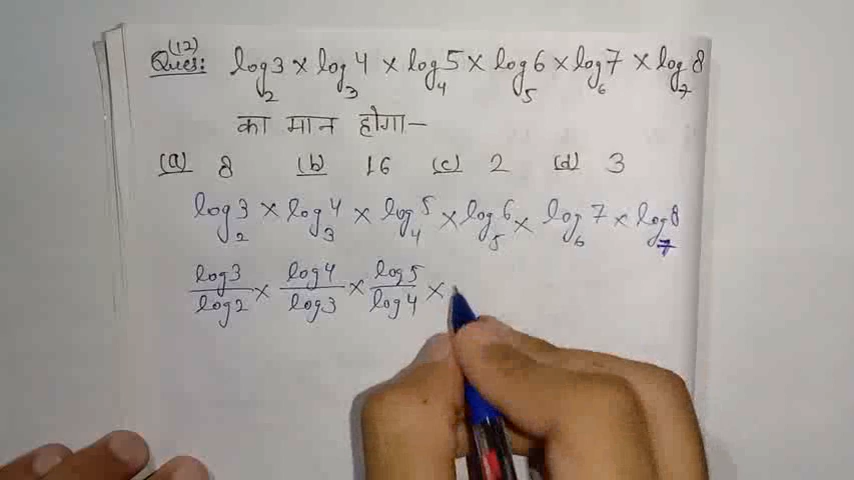 Ques:(12) log₂3 × log₃4 × log₄5 × log₅6 × log₆7 × log₇8
का मान होगा—
(a) 8 (b) 16 (c) 2 (d) 3
log₂3 × log₃4 × log₄5 × log₅6 × log₆7 × log₇8
log3/log2 × log4/log3 × log5/log4 ×